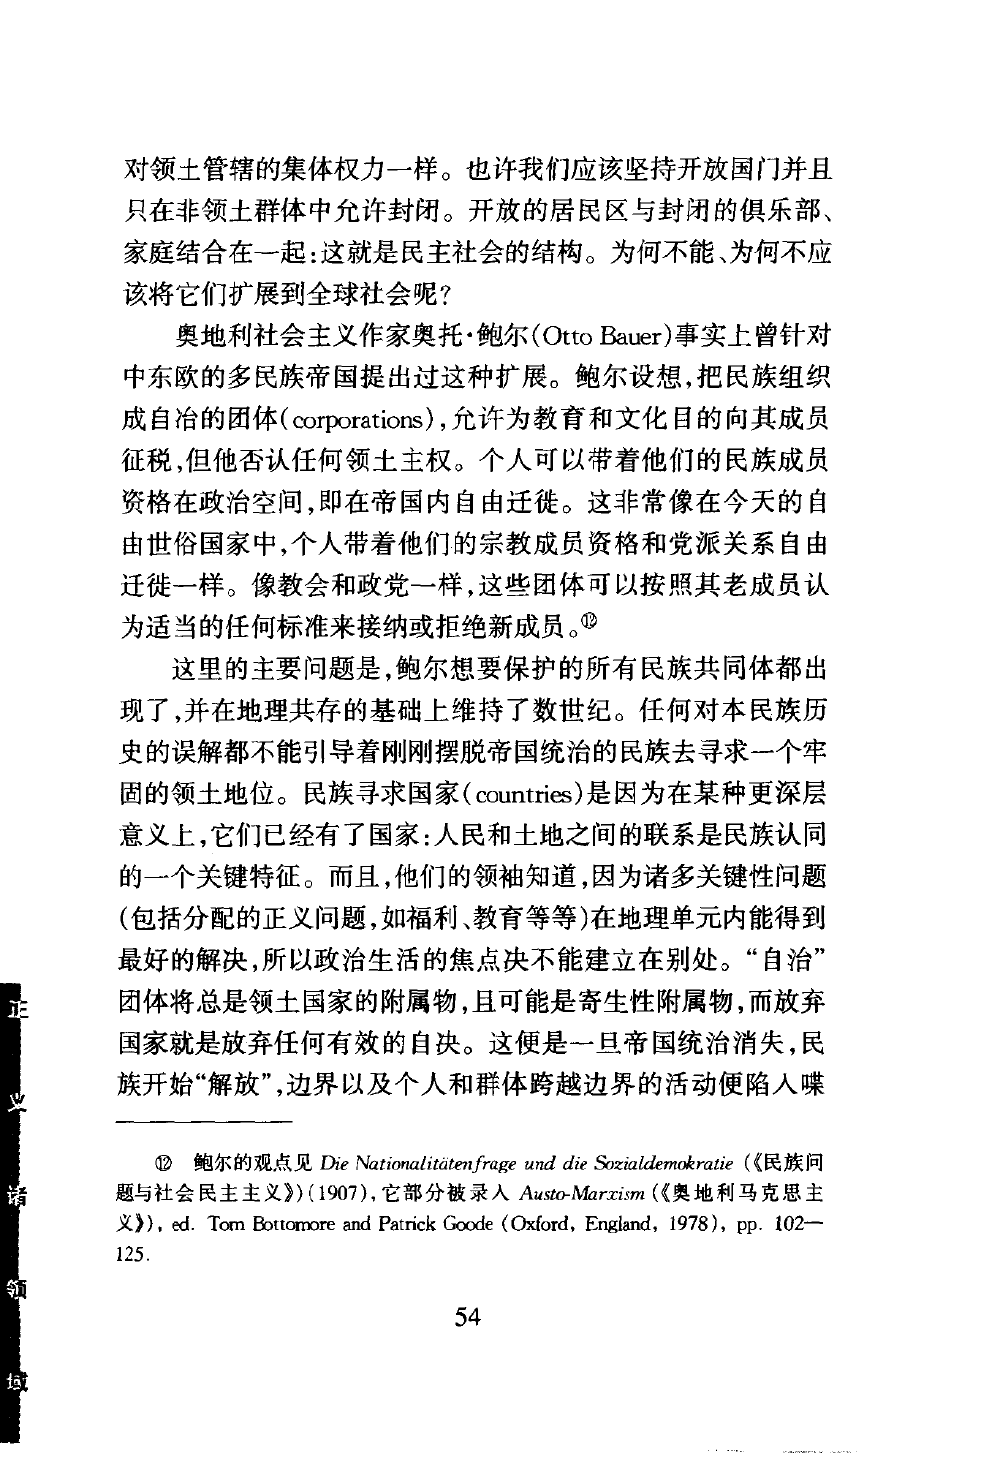 对领土管辖的集体权力一样。也许我们应该坚持开放国门并且
只在非领土群体中允许封闭。开放的居民区与封闭的俱乐部、
家庭结合在一起:这就是民主社会的结构。为何不能、为何不应
该将它们扩展到全球社会呢?
奥地利社会主义作家奥托·鲍尔(Otto Bauer)事实上曾针对
中东欧的多民族帝国提出过这种扩展。鲍尔设想,把民族组织
成自治的团体(corporations),允许为教育和文化目的向其成员
征税,但他否认任何领土主权。个人可以带着他们的民族成员
资格在政治空间,即在帝国内自由迁徙。这非常像在今天的自
由世俗国家中,个人带着他们的宗教成员资格和党派关系自由
迁徙一样。像教会和政党一样,这些团体可以按照其老成员认
为适当的任何标准来接纳或拒绝新成员。⑫
这里的主要问题是,鲍尔想要保护的所有民族共同体都出
现了,并在地理共存的基础上维持了数世纪。任何对本民族历
史的误解都不能引导着刚刚摆脱帝国统治的民族去寻求一个牢
固的领土地位。民族寻求国家(countries)是因为在某种更深层
意义上,它们已经有了国家:人民和土地之间的联系是民族认同
的一个关键特征。而且,他们的领袖知道,因为诸多关键性问题
(包括分配的正义问题,如福利、教育等等)在地理单元内能得到
最好的解决,所以政治生活的焦点决不能建立在别处。“自治”
团体将总是领土国家的附属物,且可能是寄生性附属物,而放弃
国家就是放弃任何有效的自决。这便是一旦帝国统治消失,民
族开始“解放”,边界以及个人和群体跨越边界的活动便陷入喋
⑫ 鲍尔的观点见 Die Nationalitätenfrage und die Sozialdemokratie (《民族问
题与社会民主主义》)(1907),它部分被录入 Austo-Marxism (《奥地利马克思主
义》), ed. Tom Bottomore and Patrick Goode (Oxford, England, 1978), pp. 102—
125.
54
正
义
诸
领
域